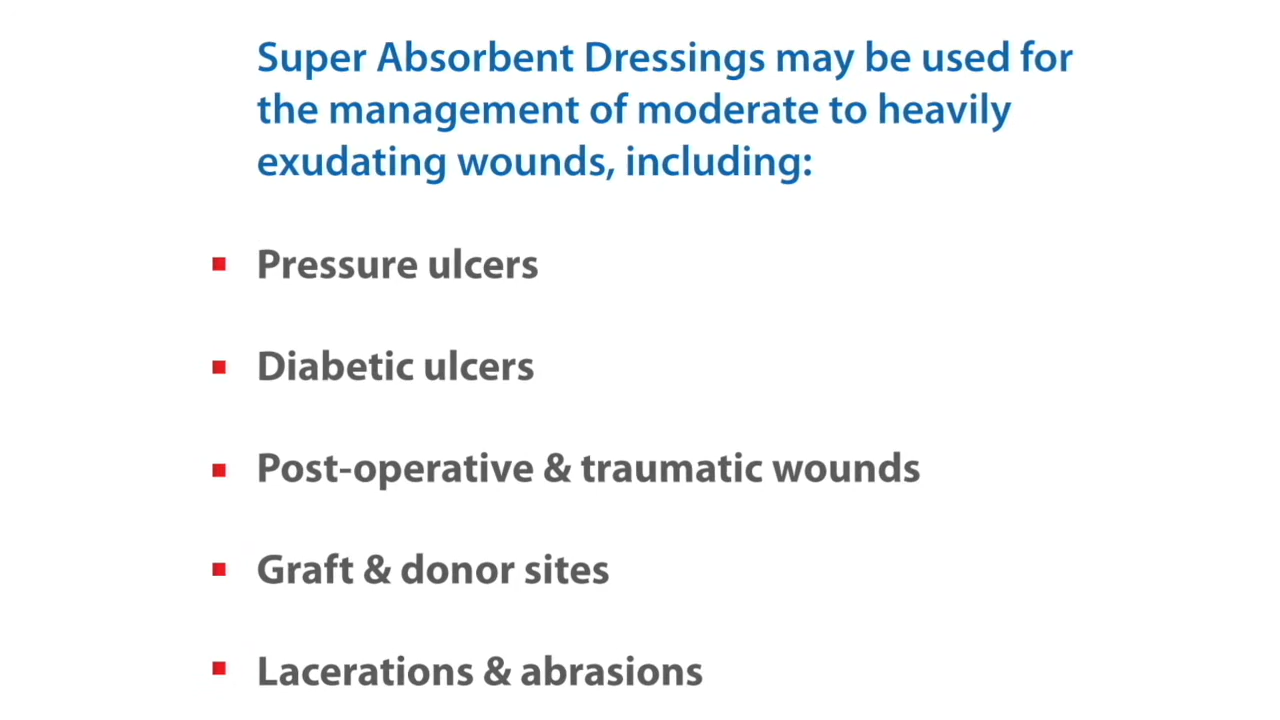 Super Absorbent Dressings may be used for
the management of moderate to heavily
exudating wounds, including:
Pressure ulcers
Diabetic ulcers
Post-operative & traumatic wounds
Graft & donor sites
Lacerations & abrasions